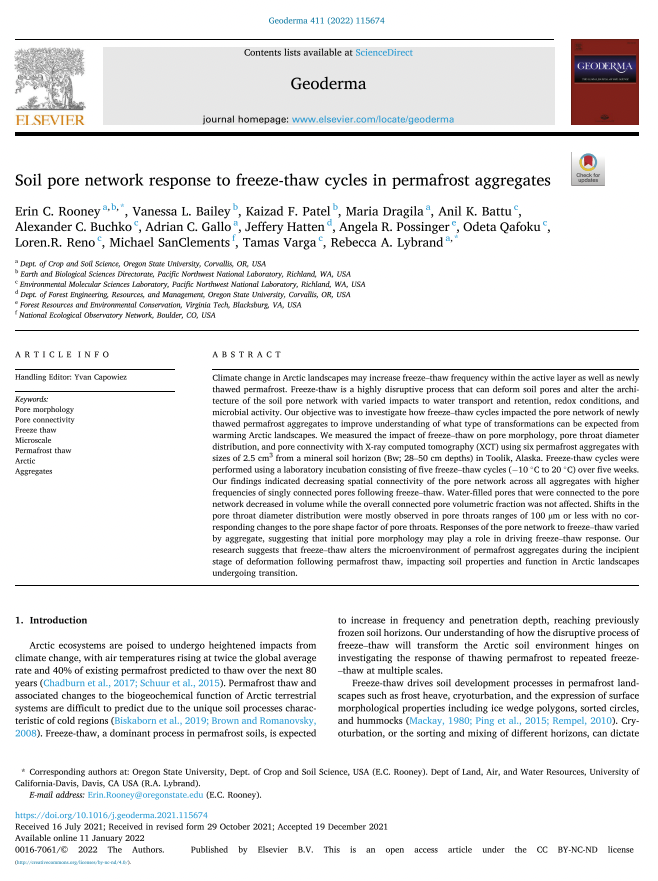 Geoderma 411 (2022) 115674
Contents lists available at ScienceDirect
Geoderma
journal homepage: www.elsevier.com/locate/geoderma
ELSEVIER
GEODERMA
Check for
updates
Soil pore network response to freeze-thaw cycles in permafrost aggregates
Erin C. Rooney a,b,*, Vanessa L. Bailey b, Kaizad F. Patel b, Maria Dragila a, Anil K. Battu c,
Alexander C. Buchko c, Adrian C. Gallo a, Jeffery Hatten d, Angela R. Possinger e, Odeta Qafoku c,
Loren.R. Reno c, Michael SanClements f, Tamas Varga c, Rebecca A. Lybrand a,*
a Dept. of Crop and Soil Science, Oregon State University, Corvallis, OR, USA
b Earth and Biological Sciences Directorate, Pacific Northwest National Laboratory, Richland, WA, USA
c Environmental Molecular Sciences Laboratory, Pacific Northwest National Laboratory, Richland, WA, USA
d Dept. of Forest Engineering, Resources, and Management, Oregon State University, Corvallis, OR, USA
e Forest Resources and Environmental Conservation, Virginia Tech, Blacksburg, VA, USA
f National Ecological Observatory Network, Boulder, CO, USA
ARTICLE INFO
Handling Editor: Yvan Capowiez
Keywords:
Pore morphology
Pore connectivity
Freeze thaw
Microscale
Permafrost thaw
Arctic
Aggregates
ABSTRACT
Climate change in Arctic landscapes may increase freeze–thaw frequency within the active layer as well as newly
thawed permafrost. Freeze-thaw is a highly disruptive process that can deform soil pores and alter the archi-
tecture of the soil pore network with varied impacts to water transport and retention, redox conditions, and
microbial activity. Our objective was to investigate how freeze–thaw cycles impacted the pore network of newly
thawed permafrost aggregates to improve understanding of what type of transformations can be expected from
warming Arctic landscapes. We measured the impact of freeze–thaw on pore morphology, pore throat diameter
distribution, and pore connectivity with X-ray computed tomography (XCT) using six permafrost aggregates with
sizes of 2.5 cm³ from a mineral soil horizon (Bw; 28–50 cm depths) in Toolik, Alaska. Freeze-thaw cycles were
performed using a laboratory incubation consisting of five freeze–thaw cycles (−10 °C to 20 °C) over five weeks.
Our findings indicated decreasing spatial connectivity of the pore network across all aggregates with higher
frequencies of singly connected pores following freeze–thaw. Water-filled pores that were connected to the pore
network decreased in volume while the overall connected pore volumetric fraction was not affected. Shifts in
the pore throat diameter distribution were mostly observed in pore throats ranges of 100 μm or less with no cor-
responding changes to the pore shape factor of pore throats. Responses of the pore network to freeze–thaw varied
by aggregate, suggesting that initial pore morphology may play a role in driving freeze–thaw response. Our
research suggests that freeze–thaw alters the microenvironment of permafrost aggregates during the incipient
stage of deformation following permafrost thaw, impacting soil properties and function in Arctic landscapes
undergoing transition.
1. Introduction
Arctic ecosystems are poised to undergo heightened impacts from
climate change, with air temperatures rising at twice the global average
rate and 40% of existing permafrost predicted to thaw over the next 80
years (Chadburn et al., 2017; Schuur et al., 2015). Permafrost thaw and
associated changes to the biogeochemical function of Arctic terrestrial
systems are difficult to predict due to the unique soil processes charac-
teristic of cold regions (Biskaborn et al., 2019; Brown and Romanovsky,
2008). Freeze-thaw, a dominant process in permafrost soils, is expected
to increase in frequency and penetration depth, reaching previously
frozen soil horizons. Our understanding of how the disruptive process of
freeze–thaw will transform the Arctic soil environment hinges on
investigating the response of thawing permafrost to repeated freeze-
–thaw at multiple scales.
Freeze-thaw drives soil development processes in permafrost land-
scapes such as frost heave, cryoturbation, and the expression of surface
morphological properties including ice wedge polygons, sorted circles,
and hummocks (Mackay, 1980; Ping et al., 2015; Rempel, 2010). Cry-
oturbation, or the sorting and mixing of different horizons, can dictate
* Corresponding authors at: Oregon State University, Dept. of Crop and Soil Science, USA (E.C. Rooney). Dept of Land, Air, and Water Resources, University of
California-Davis, Davis, CA USA (R.A. Lybrand).
E-mail address: Erin.Rooney@oregonstate.edu (E.C. Rooney).
https://doi.org/10.1016/j.geoderma.2021.115674
Received 16 July 2021; Received in revised form 29 October 2021; Accepted 19 December 2021
Available online 11 January 2022
0016-7061/© 2022 The Authors. Published by Elsevier B.V. This is an open access article under the CC BY-NC-ND license
(http://creativecommons.org/licenses/by-nc-nd/4.0/).